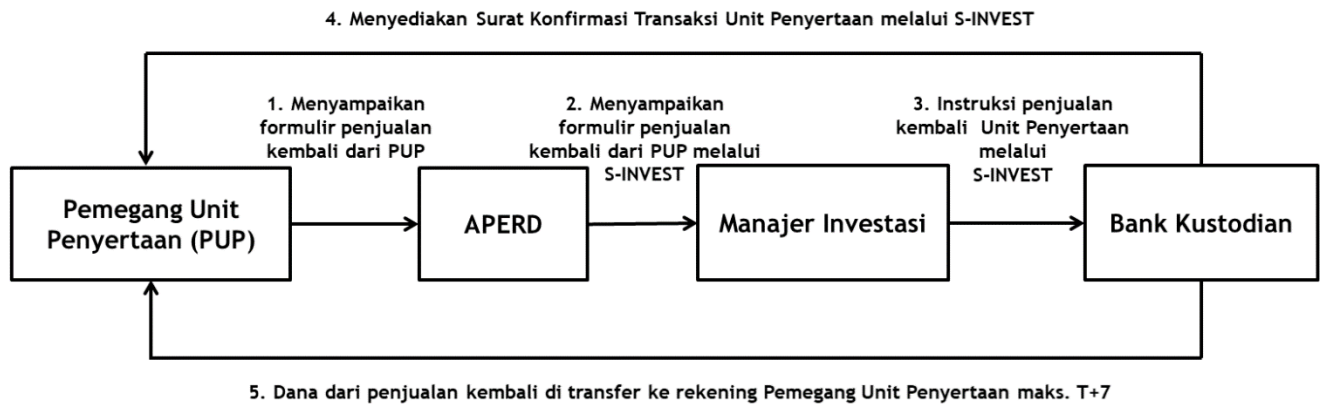 4. Menyediakan Surat Konfirmasi Transaksi Unit Penyertaan melalui S-INVEST
1. Menyampaikan
formulir penjualan
kembali dari PUP
2. Menyampaikan
formulir penjualan
kembali dari PUP melalui
S-INVEST
3. Instruksi penjualan
kembali Unit Penyertaan
melalui
S-INVEST
Pemegang Unit
Penyertaan (PUP)
APERD
Manajer Investasi
Bank Kustodian
5. Dana dari penjualan kembali di transfer ke rekening Pemegang Unit Penyertaan maks. T+7